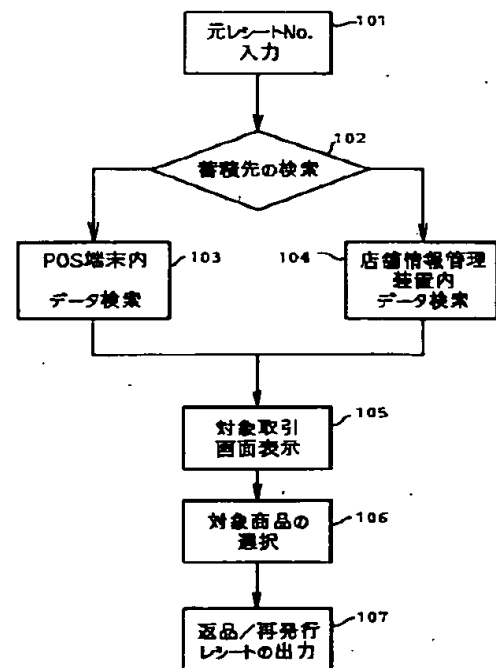 101
元レシートNo.
入力
102
蓄積先の検索
POS端末内
データ検索
103
104
店舗情報管理
装置内
データ検索
105
対象取引
画面表示
106
対象商品の
選択
107
返品/再発行
レシートの出力